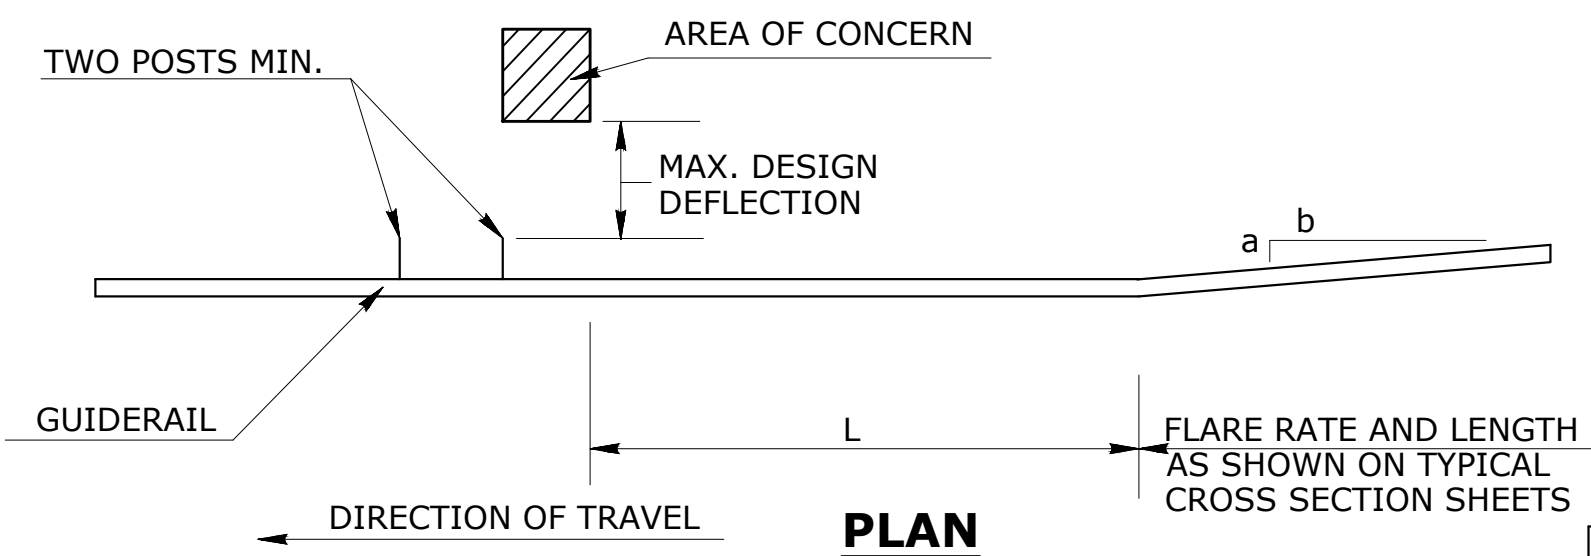 AREA OF CONCERN
TWO POSTS MIN.
MAX. DESIGN
DEFLECTION
b
a
GUIDERAIL
L
FLARE RATE AND LENGTH
AS SHOWN ON TYPICAL
CROSS SECTION SHEETS
DIRECTION OF TRAVEL
PLAN